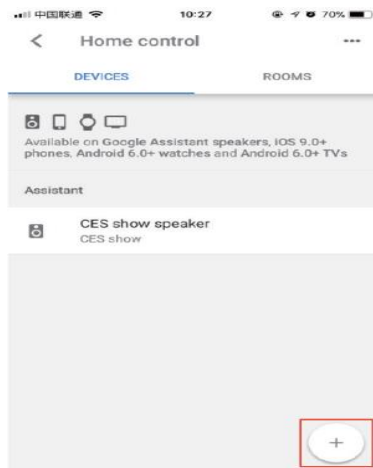 中国联通 10:27 70%
Home control
DEVICES ROOMS
Available on Google Assistant speakers, iOS 9.0+
phones, Android 6.0+ watches and Android 6.0+ TVs
Assistant
CES show speaker
CES show
+